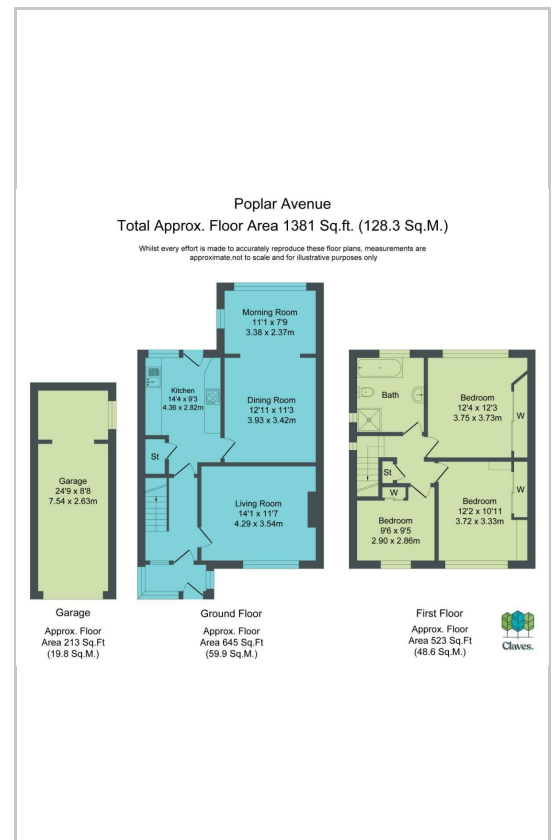 Poplar Avenue
Total Approx. Floor Area 1381 Sq.ft. (128.3 Sq.M.)
Whilst every effort is made to accurately reproduce these floor plans, measurements are
approximate,not to scale and for illustrative purposes only
Morning Room
11'1 x 7'9
3.38 x 2.37m
Kitchen
14'4 x 9'3
4.36 x 2.82m
Dining Room
12'11 x 11'3
3.93 x 3.42m
St
Living Room
14'1 x 11'7
4.29 x 3.54m
Garage
24'9 x 8'8
7.54 x 2.63m
Bath
Bedroom
12'4 x 12'3
3.75 x 3.73m
W
St
W
Bedroom
9'6 x 9'5
2.90 x 2.86m
Bedroom
12'2 x 10'11
3.72 x 3.33m
W
Garage
Approx. Floor
Area 213 Sq.Ft
(19.8 Sq.M.)
Ground Floor
Approx. Floor
Area 645 Sq.Ft
(59.9 Sq.M.)
First Floor
Approx. Floor
Area 523 Sq.Ft
(48.6 Sq.M.)
Claves.